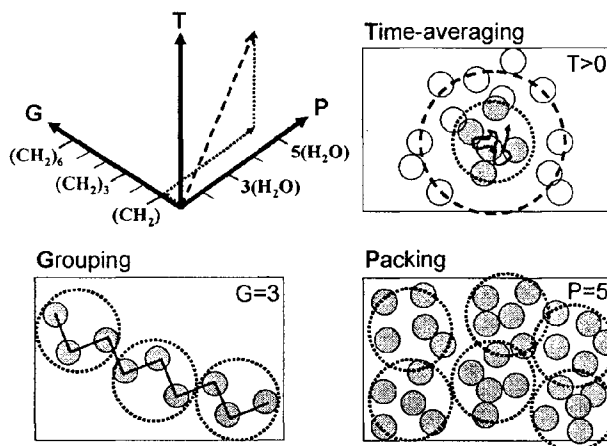 T
G
P
(CH₂)₆
(CH₂)₃
(CH₂)
3(H₂O)
5(H₂O)
Time-averaging
T>0
Grouping
G=3
Packing
P=5